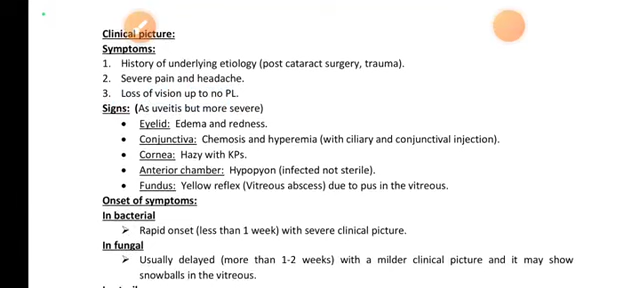 Clinical picture:
Symptoms:
1. History of underlying etiology (post cataract surgery, trauma).
2. Severe pain and headache.
3. Loss of vision up to no PL.
Signs: (As uveitis but more severe)
• Eyelid: Edema and redness.
• Conjunctiva: Chemosis and hyperemia (with ciliary and conjunctival injection).
• Cornea: Hazy with KPs.
• Anterior chamber: Hypopyon (infected not sterile).
• Fundus: Yellow reflex (Vitreous abscess) due to pus in the vitreous.
Onset of symptoms:
In bacterial
➢ Rapid onset (less than 1 week) with severe clinical picture.
In fungal
➢ Usually delayed (more than 1-2 weeks) with a milder clinical picture and it may show
snowballs in the vitreous.